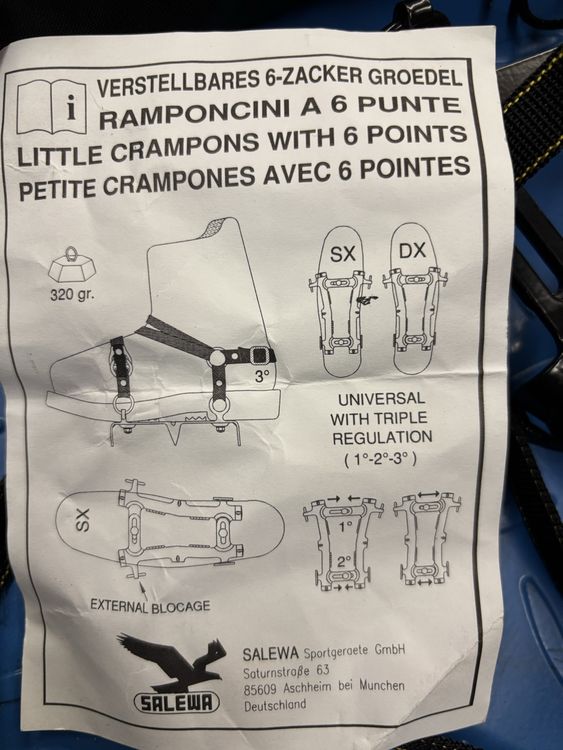 i
VERSTELLBARES 6-ZACKER GROEDEL
RAMPONCINI A 6 PUNTE
LITTLE CRAMPONS WITH 6 POINTS
PETITE CRAMPONES AVEC 6 POINTES
320 gr.
3°
SX
DX
UNIVERSAL
WITH TRIPLE
REGULATION
(1°-2°-3°)
SX
EXTERNAL BLOCAGE
1°
2°
SALEWA
SALEWA Sportgeraete GmbH
Saturnstraße 63
85609 Aschheim bei Munchen
Deutschland